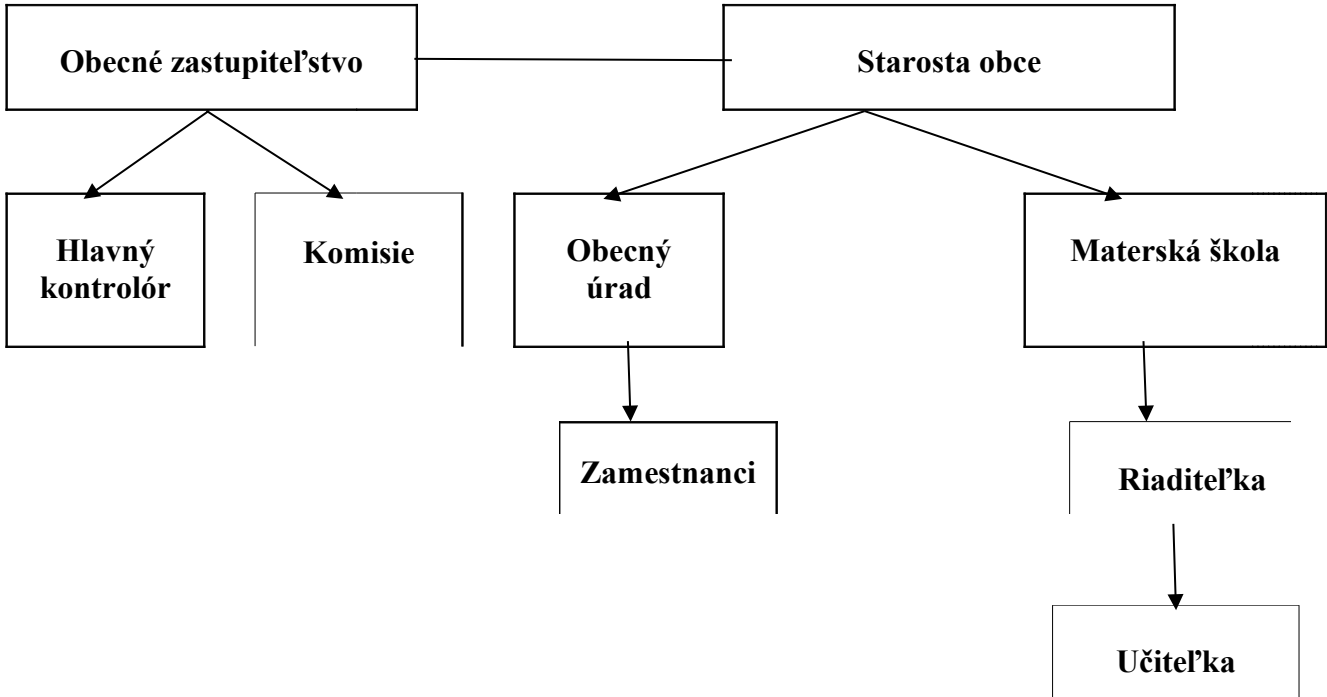 Obecné zastupiteľstvo
Starosta obce
Hlavný
kontrolór
Komisie
Obecný
úrad
Materská škola
Zamestnanci
Riaditeľka
Učiteľka